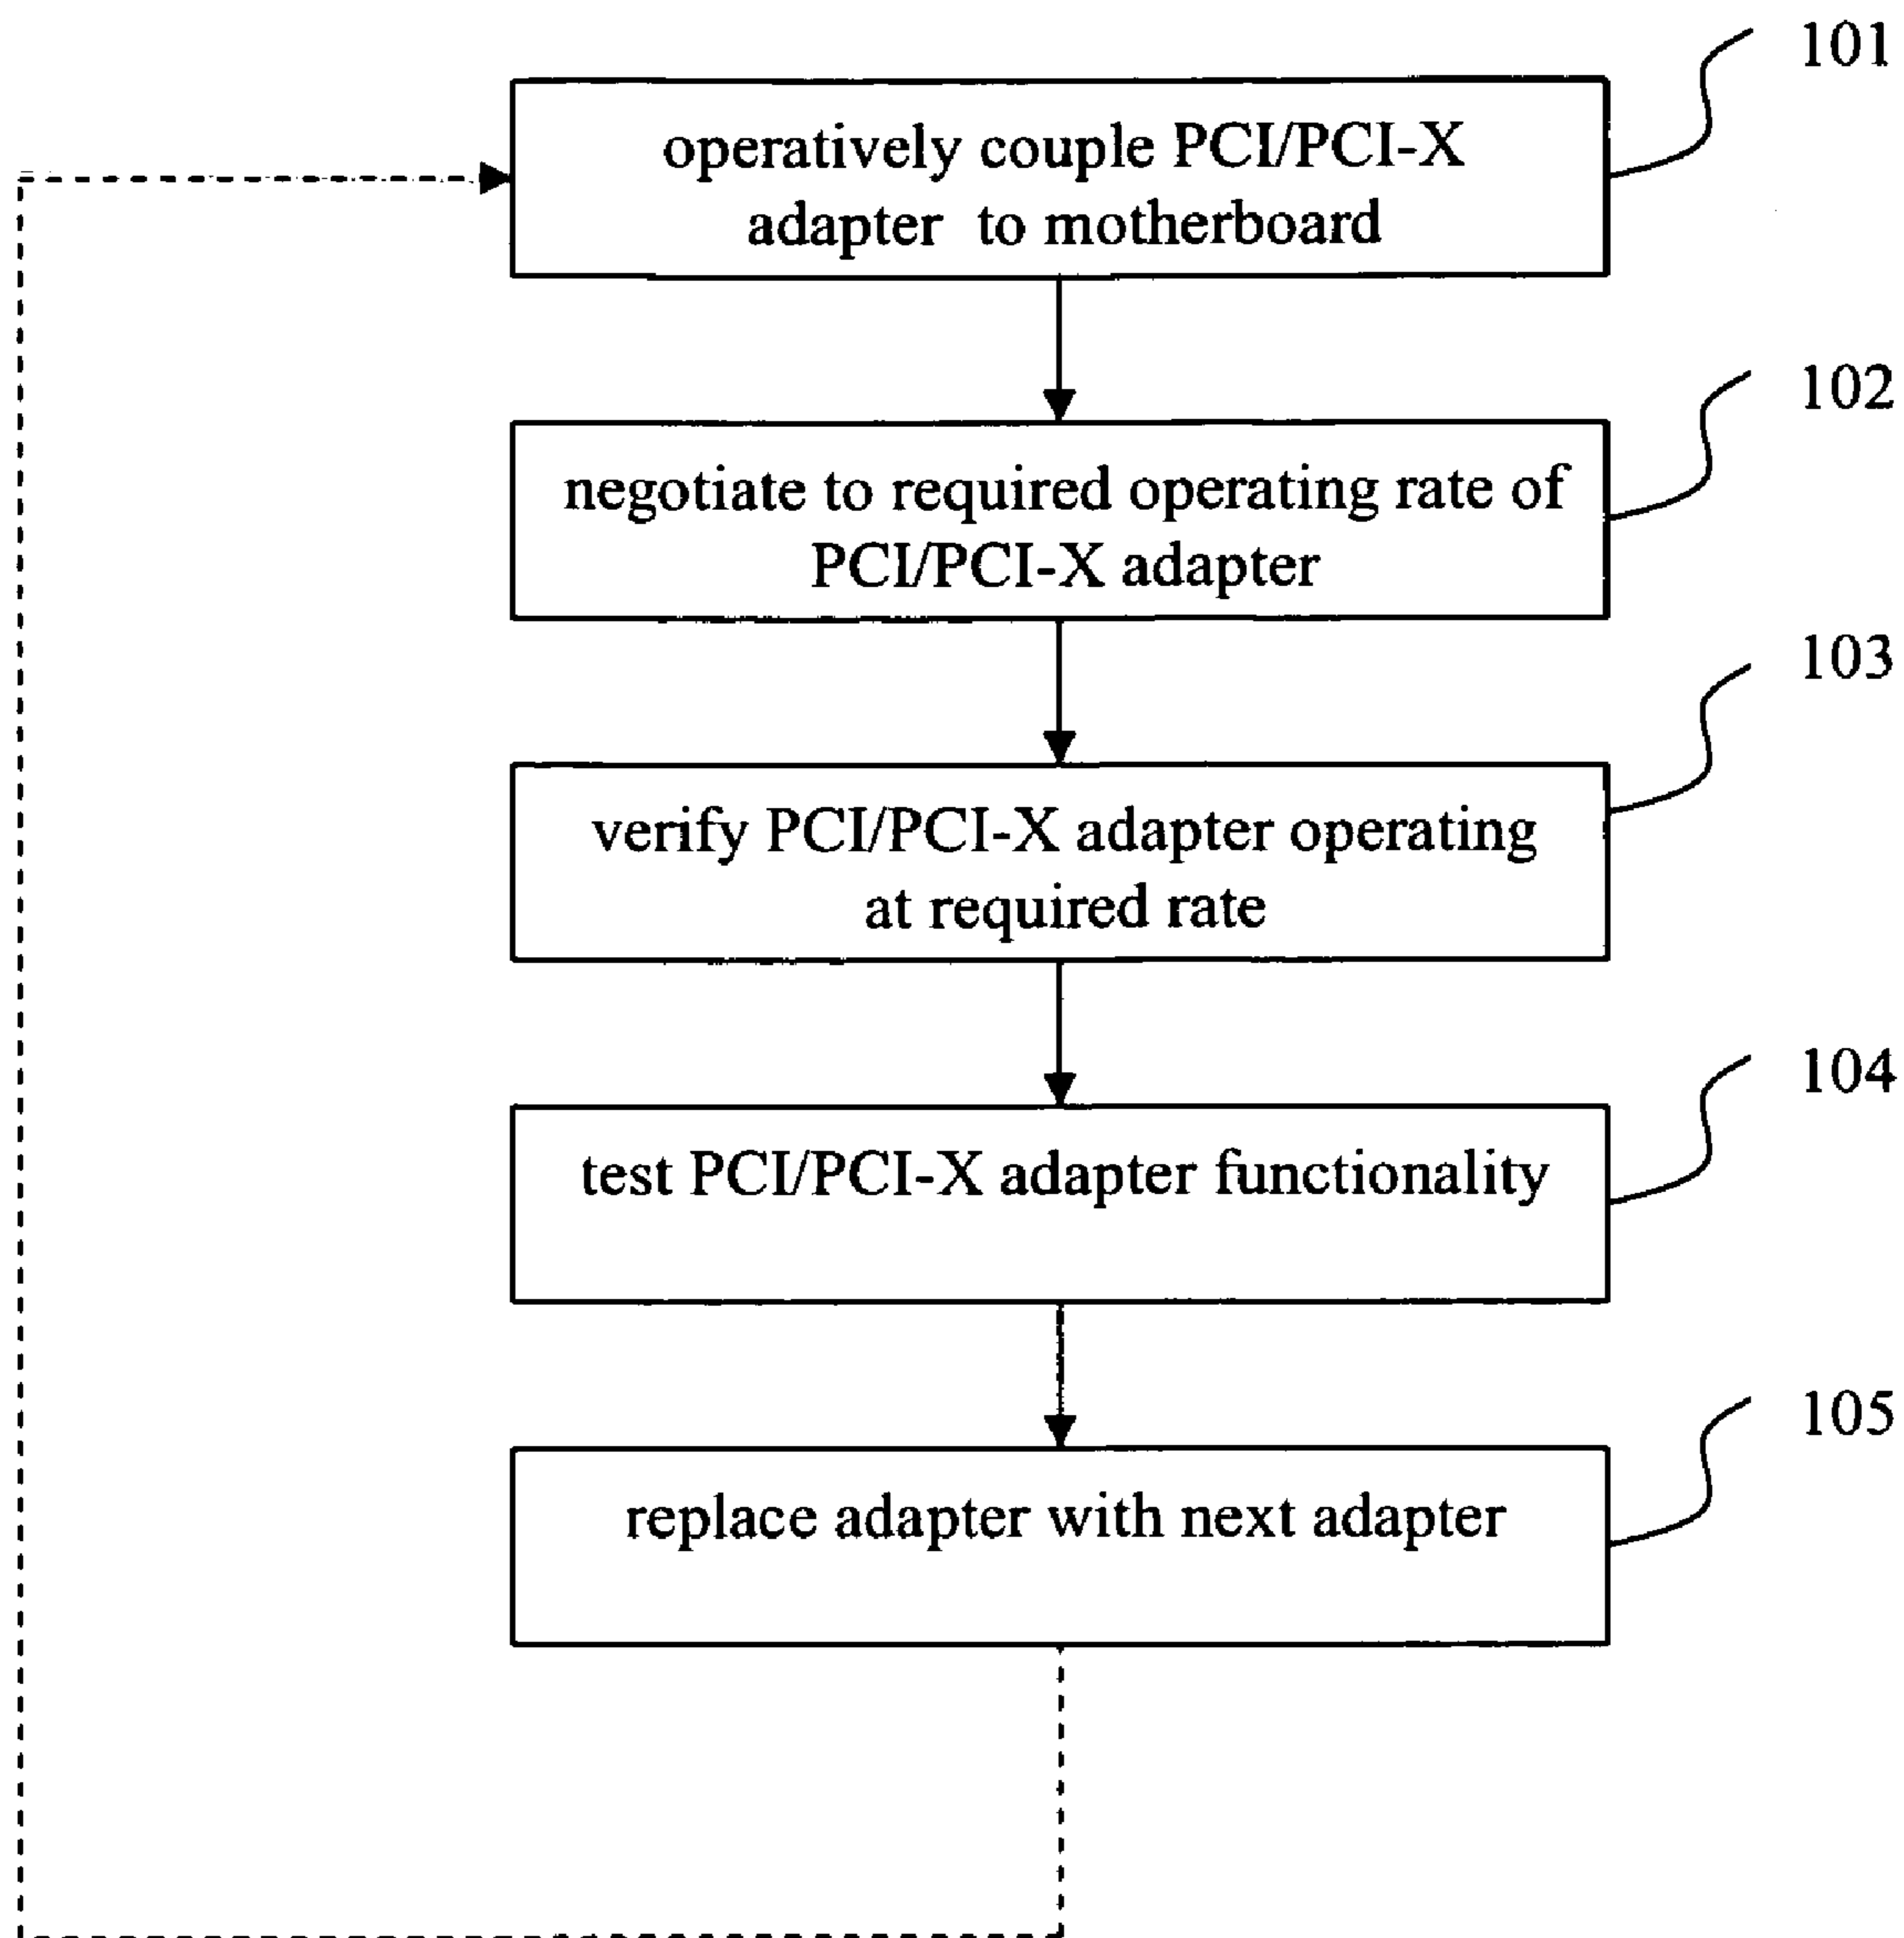 101
operatively couple PCI/PCI-X
adapter to motherboard
102
negotiate to required operating rate of
PCI/PCI-X adapter
103
verify PCI/PCI-X adapter operating
at required rate
104
test PCI/PCI-X adapter functionality
105
replace adapter with next adapter